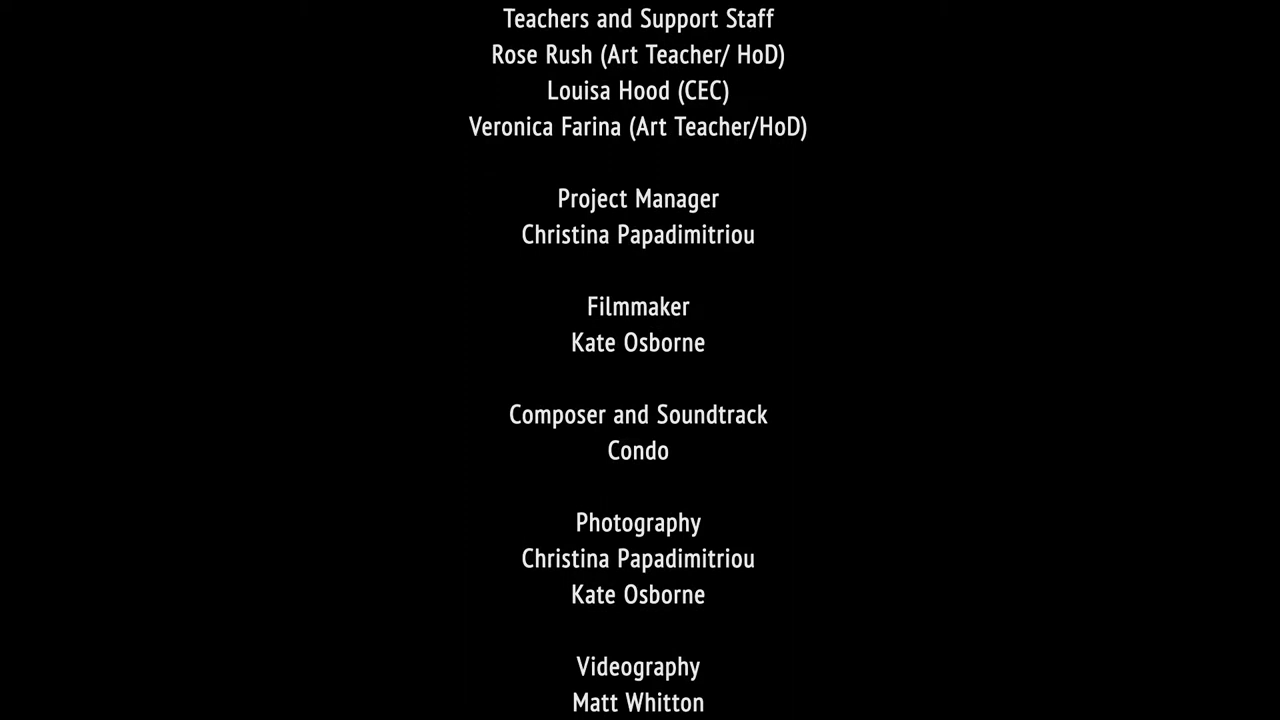 Teachers and Support Staff
Rose Rush (Art Teacher/ HoD)
Louisa Hood (CEC)
Veronica Farina (Art Teacher/HoD)
Project Manager
Christina Papadimitriou
Filmmaker
Kate Osborne
Composer and Soundtrack
Condo
Photography
Christina Papadimitriou
Kate Osborne
Videography
Matt Whitton